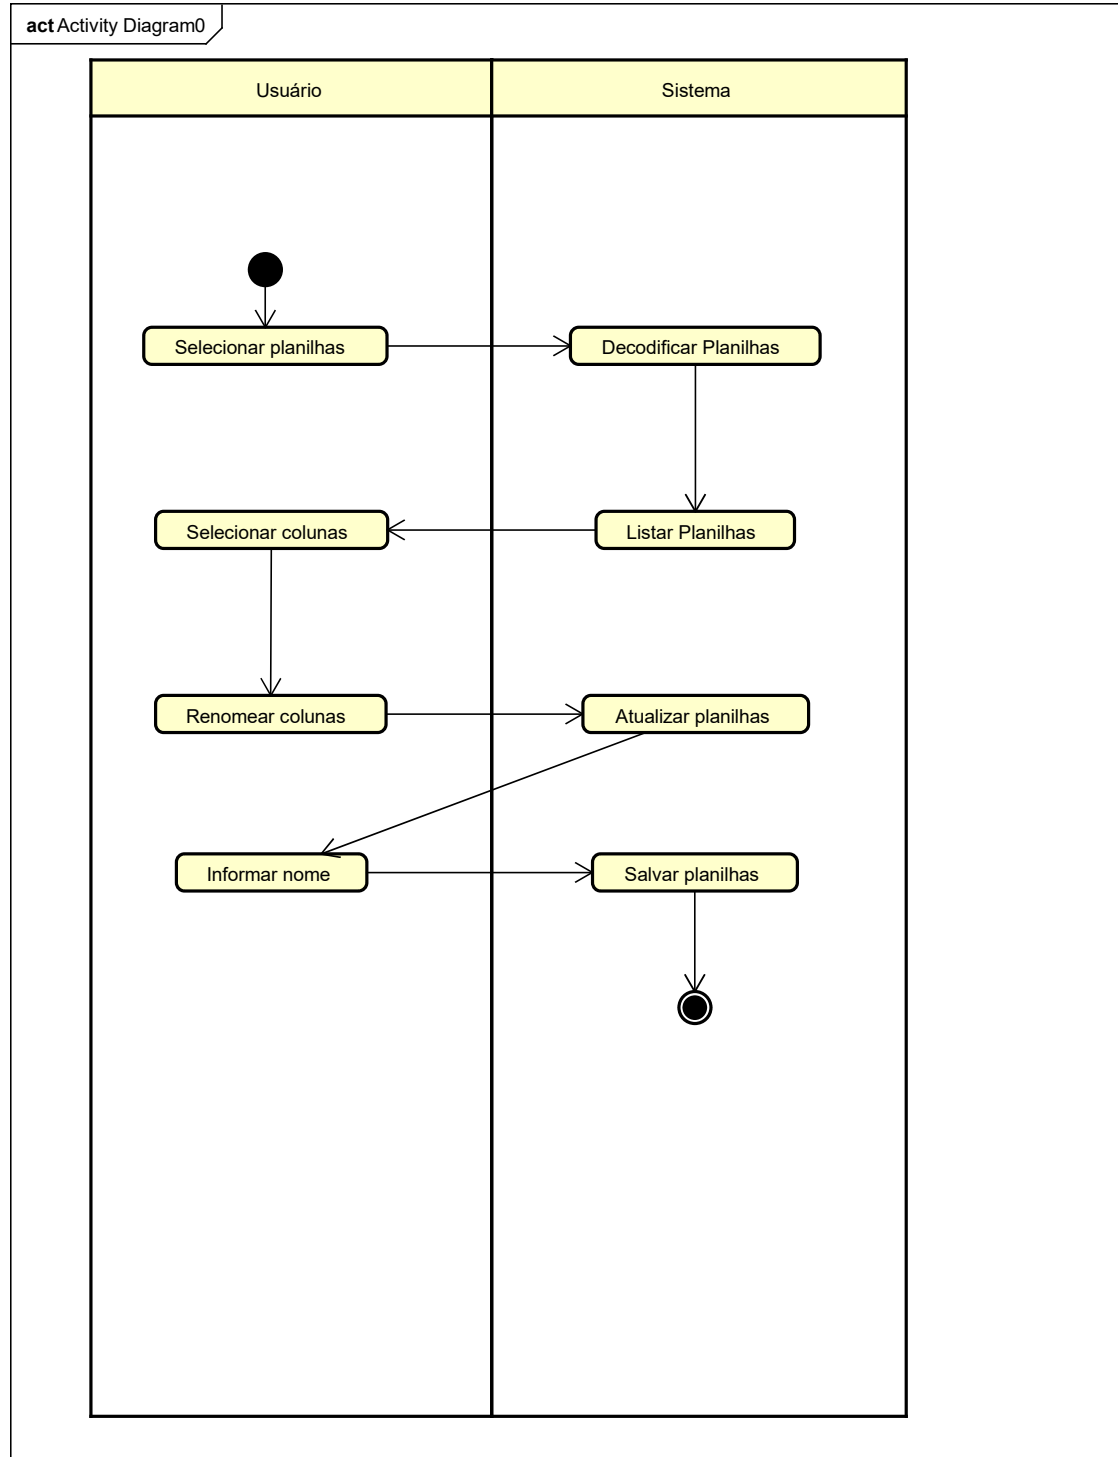 act Activity Diagram0
Usuário
Sistema
Selecionar planilhas
Decodificar Planilhas
Selecionar colunas
Listar Planilhas
Renomear colunas
Atualizar planilhas
Informar nome
Salvar planilhas